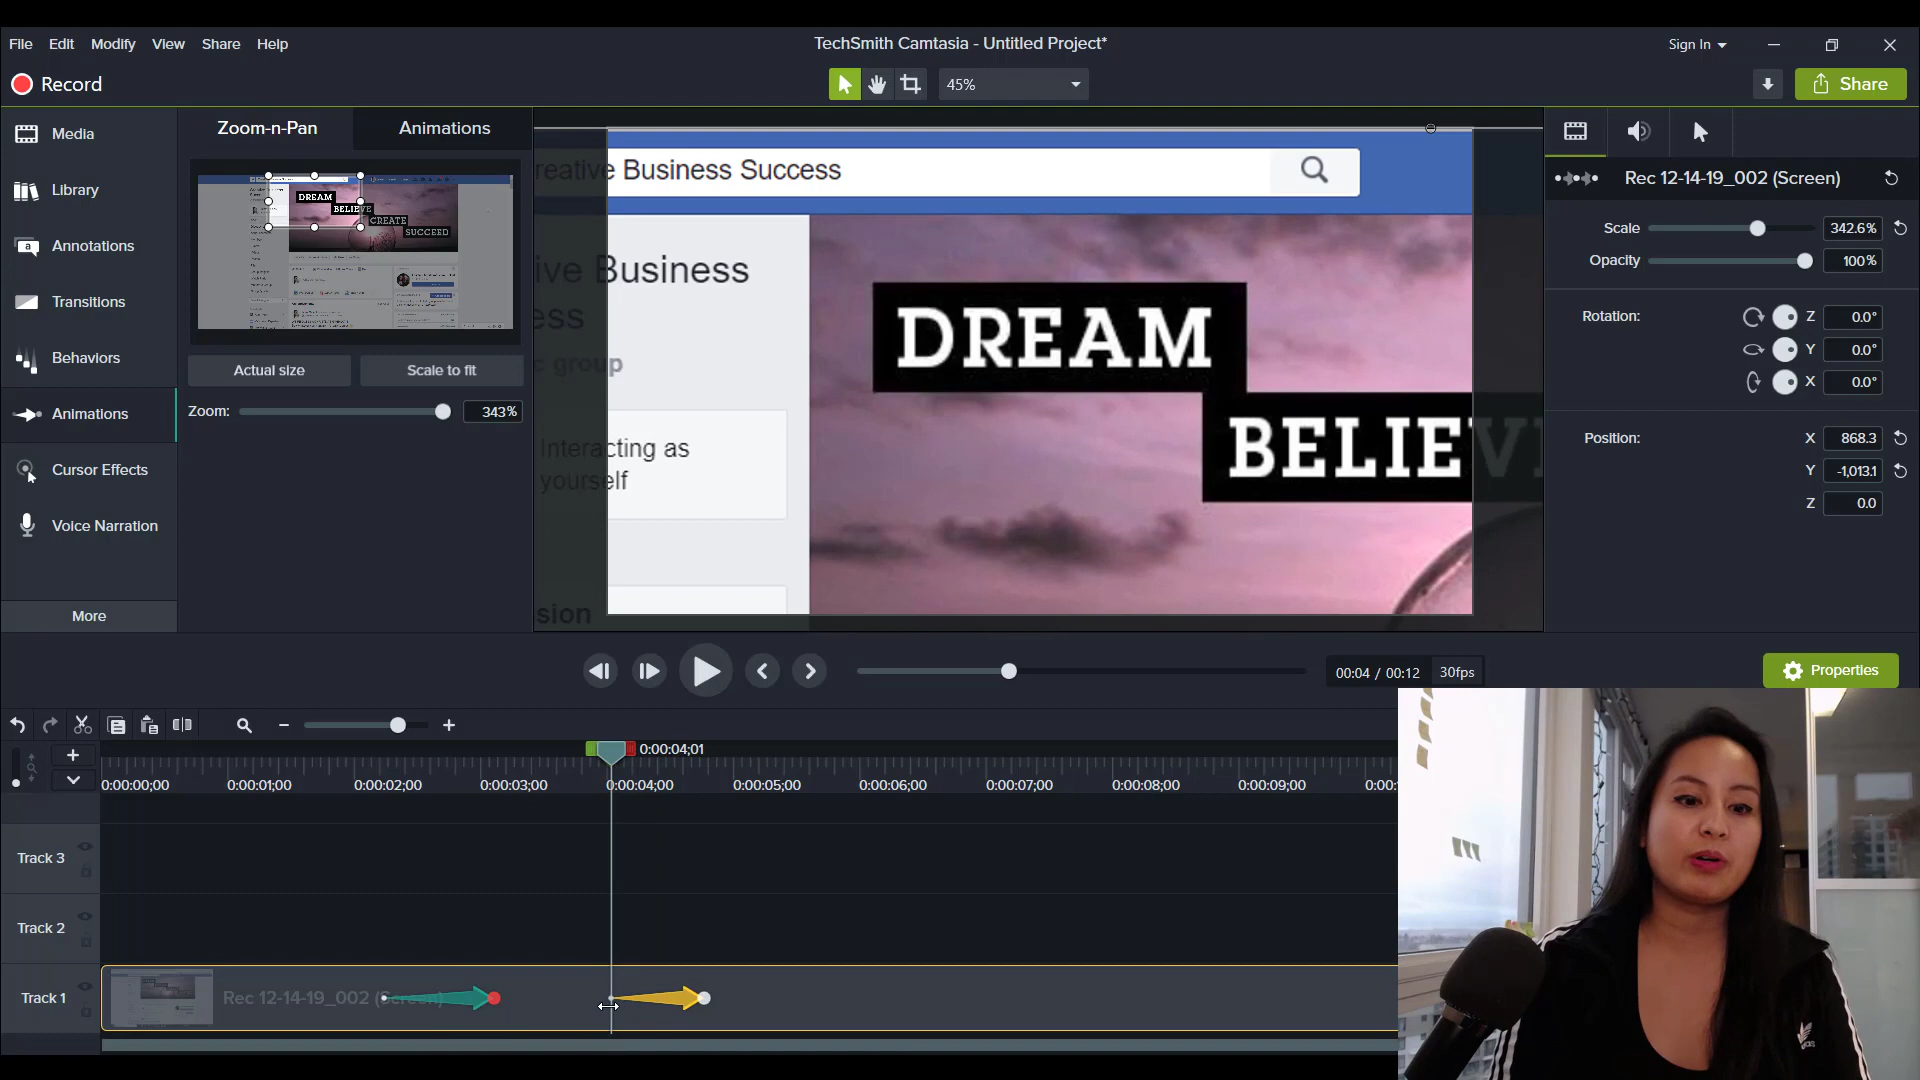 File Edit Modify View Share Help
TechSmith Camtasia - Untitled Project*
Sign In
Record
45%
Share
Media
Library
Annotations
Transitions
Behaviors
Animations
Cursor Effects
Voice Narration
More
Zoom-n-Pan Animations
DREAM
BELIEVE
CREATE
SUCCEED
Actual size Scale to fit
Zoom: 343%
reative Business Success
ive Business
ess
c group
Interacting as
yourself
sion
DREAM
BELIEVE
Rec 12-14-19_002 (Screen)
Scale 342.6%
Opacity 100%
Rotation: Z 0.0°
Y 0.0°
X 0.0°
Position: X 868.3
Y -1,013.1
Z 0.0
00:04 / 00:12 30fps
Properties
0:00:04;01
0:00:00;00 0:00:01;00 0:00:02;00 0:00:03;00 0:00:04;00 0:00:05;00 0:00:06;00 0:00:07;00 0:00:08;00 0:00:09;00 0:00:
Track 3
Track 2
Track 1
Rec 12-14-19_002 (Screen)